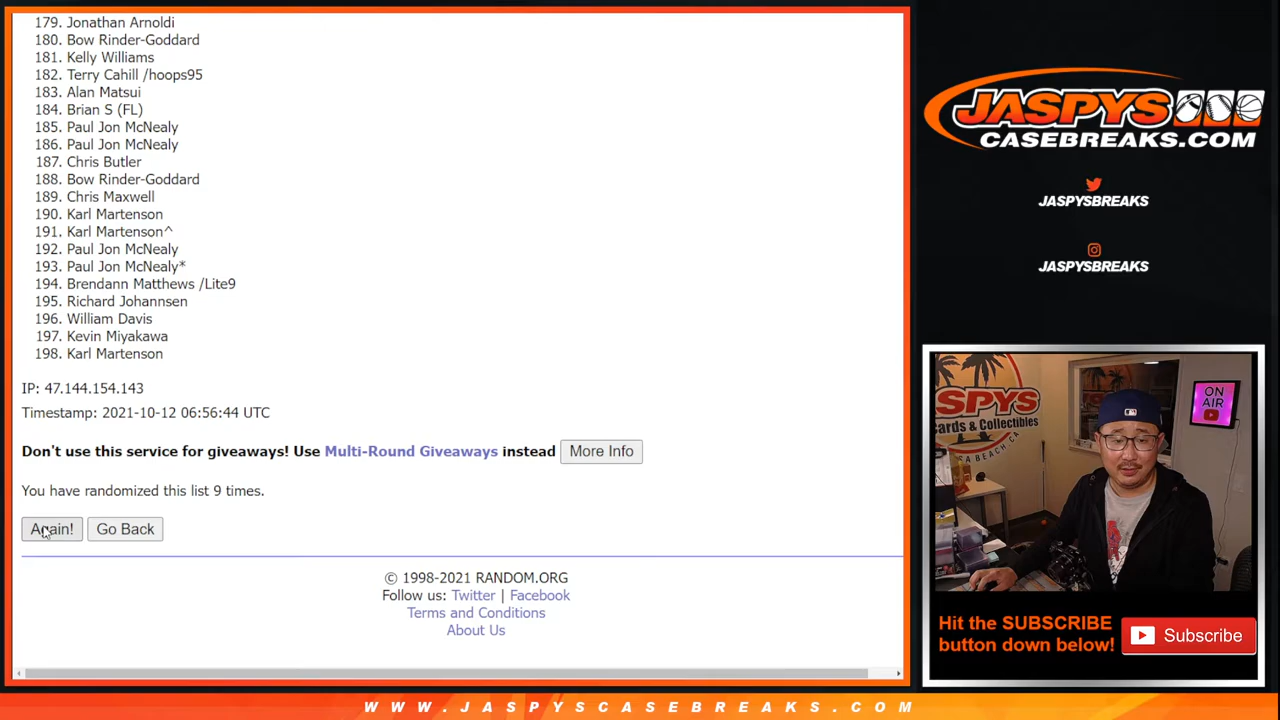 179. Jonathan Arnoldi
180. Bow Rinder-Goddard
181. Kelly Williams
182. Terry Cahill /hoops95
183. Alan Matsui
184. Brian S (FL)
185. Paul Jon McNealy
186. Paul Jon McNealy
187. Chris Butler
188. Bow Rinder-Goddard
189. Chris Maxwell
190. Karl Martenson
191. Karl Martenson^
192. Paul Jon McNealy
193. Paul Jon McNealy*
194. Brendann Matthews /Lite9
195. Richard Johannsen
196. William Davis
197. Kevin Miyakawa
198. Karl Martenson
IP: 47.144.154.143
Timestamp: 2021-10-12 06:56:44 UTC
Don't use this service for giveaways! Use Multi-Round Giveaways instead More Info
You have randomized this list 9 times.
Again! Go Back
© 1998-2021 RANDOM.ORG
Follow us: Twitter | Facebook
Terms and Conditions
About Us
JASPYS
CASEBREAKS.COM
JASPYSBREAKS
JASPYSBREAKS
ON
AIR
Hit the SUBSCRIBE
button down below!
Subscribe
WWW.JASPYSCASEBREAKS.COM